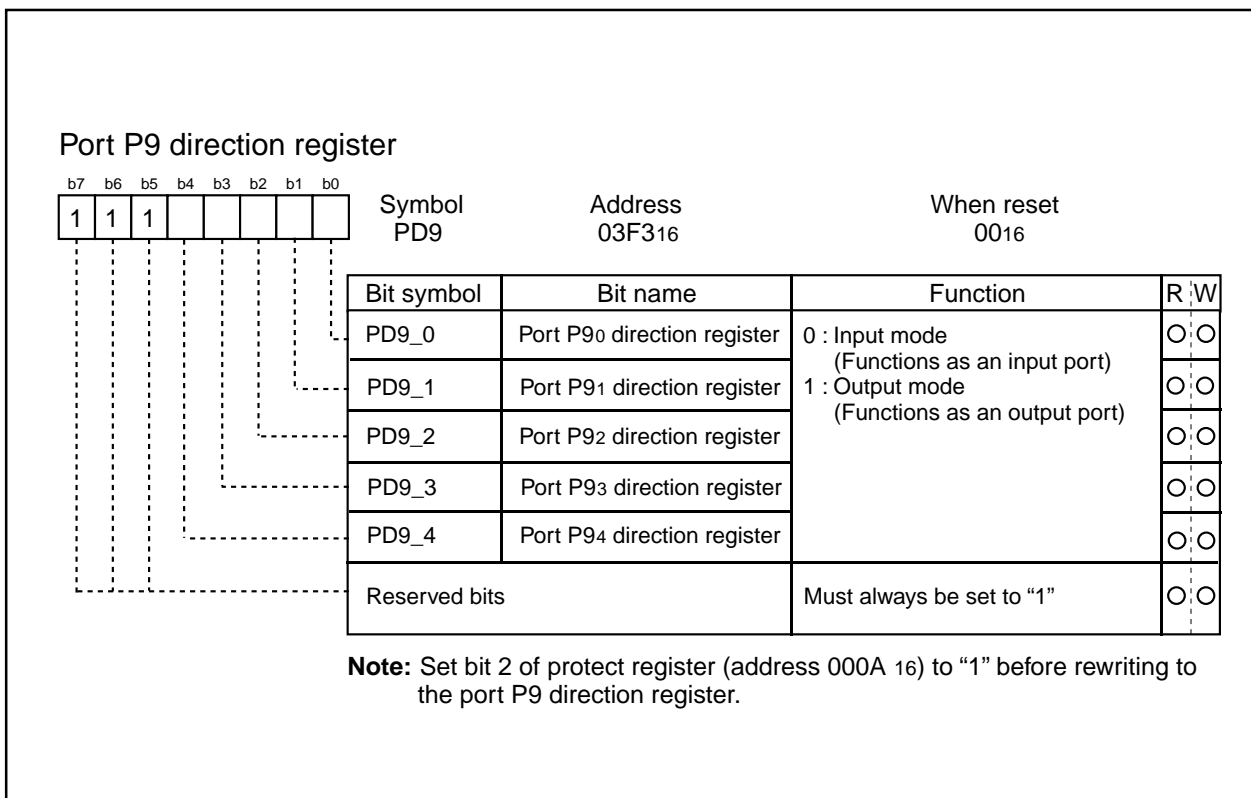 Port P9 direction register
b7 b6 b5 b4 b3 b2 b1 b0
1 1 1
Symbol Address When reset
PD9 03F316 0016
Bit symbol Bit name Function R W
PD9_0 Port P90 direction register 0 : Input mode
(Functions as an input port)
PD9_1 Port P91 direction register 1 : Output mode
(Functions as an output port)
PD9_2 Port P92 direction register
PD9_3 Port P93 direction register
PD9_4 Port P94 direction register
Reserved bits Must always be set to “1”
Note: Set bit 2 of protect register (address 000A 16) to “1” before rewriting to
the port P9 direction register.